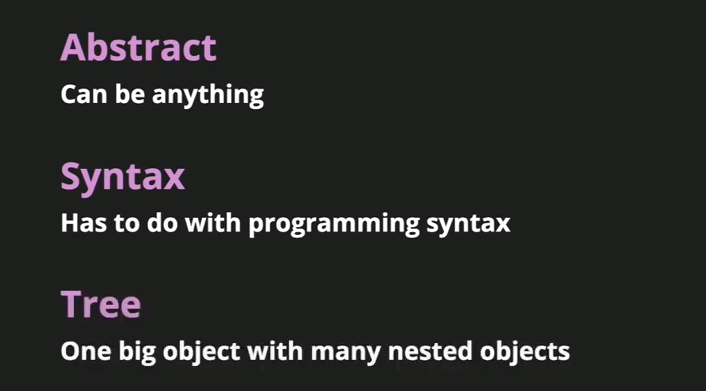 Abstract
Can be anything
Syntax
Has to do with programming syntax
Tree
One big object with many nested objects